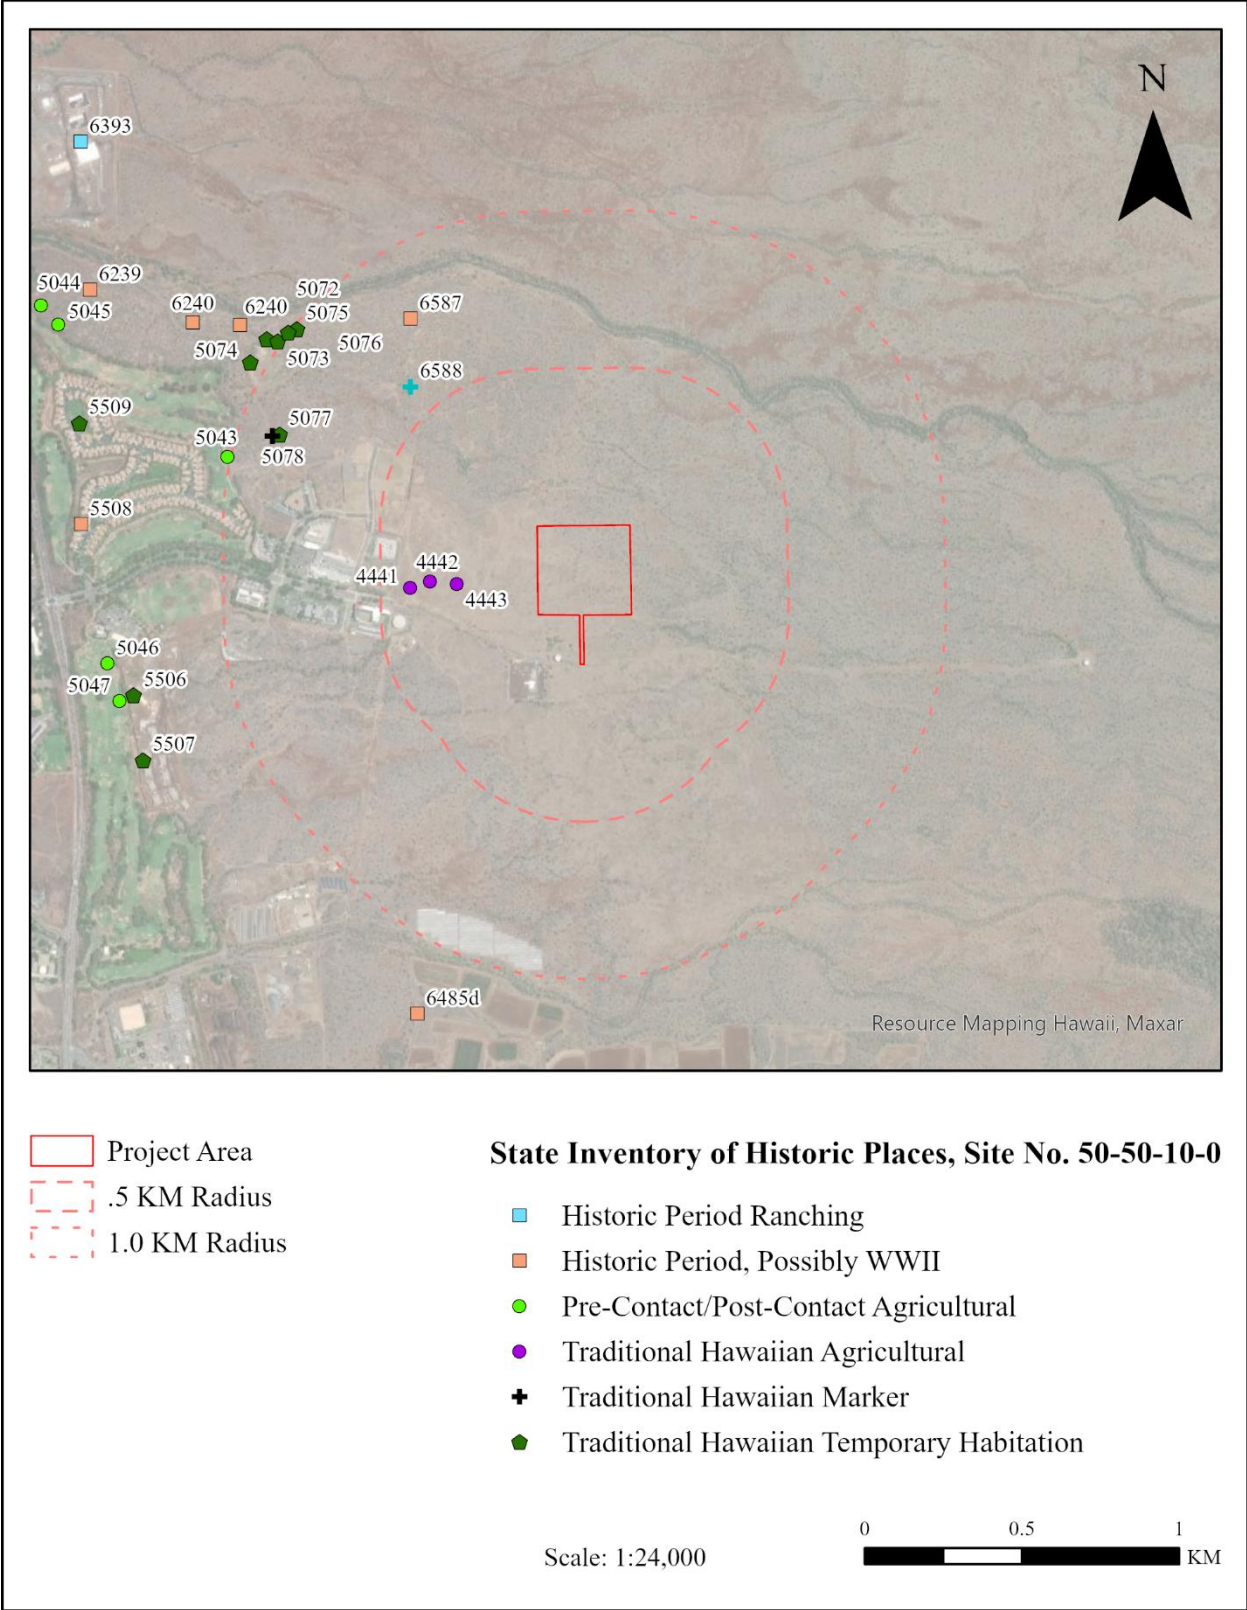 N
6393
5044
6239
5045
6240
6240
5072
5075
6587
5074
5073
5076
6588
5509
5077
5043
5078
5508
4442
4441
4443
5046
5047
5506
5507
6485d
Resource Mapping Hawaii, Maxar
Project Area
.5 KM Radius
1.0 KM Radius
State Inventory of Historic Places, Site No. 50-50-10-0
Historic Period Ranching
Historic Period, Possibly WWII
Pre-Contact/Post-Contact Agricultural
Traditional Hawaiian Agricultural
Traditional Hawaiian Marker
Traditional Hawaiian Temporary Habitation
Scale: 1:24,000
0 0.5 1
KM